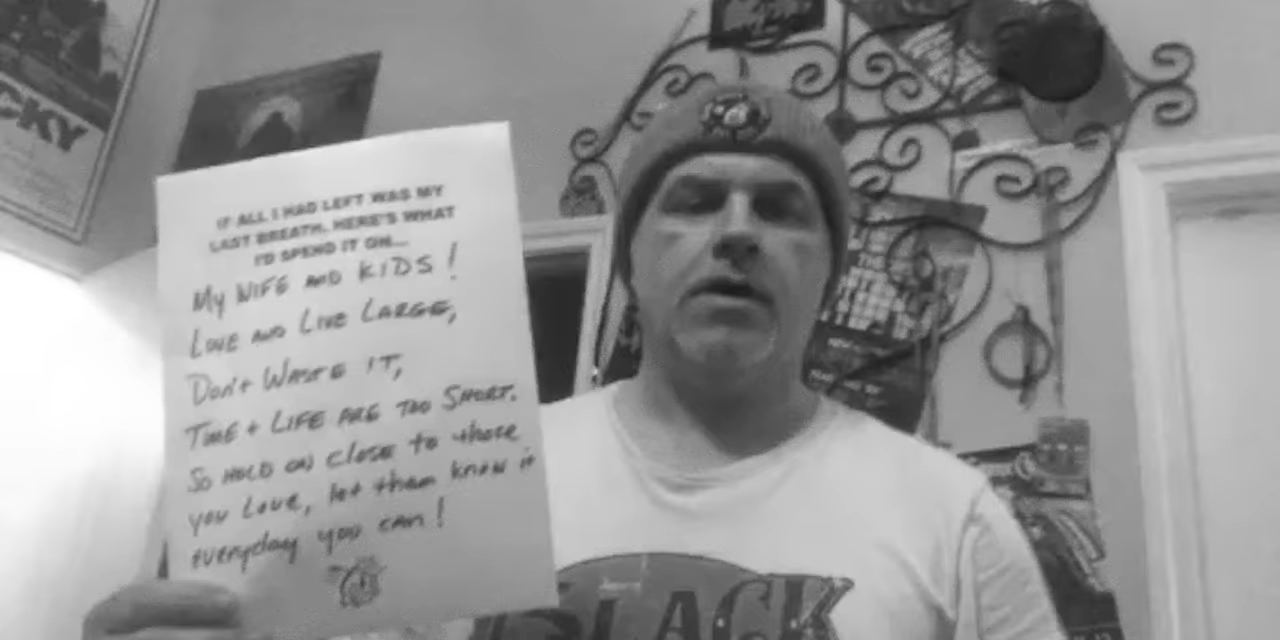 CKY
IF ALL I HAD LEFT WAS MY
LAST BREATH, HERE'S WHAT
I'D SPEND IT ON...
MY WIFE AND KIDS!
LOVE AND LIVE LARGE,
DON'T WASTE IT,
TIME + LIFE ARE TOO SHORT.
SO HOLD ON CLOSE to those
you Love, let them know it
everyday you can!
BLACK